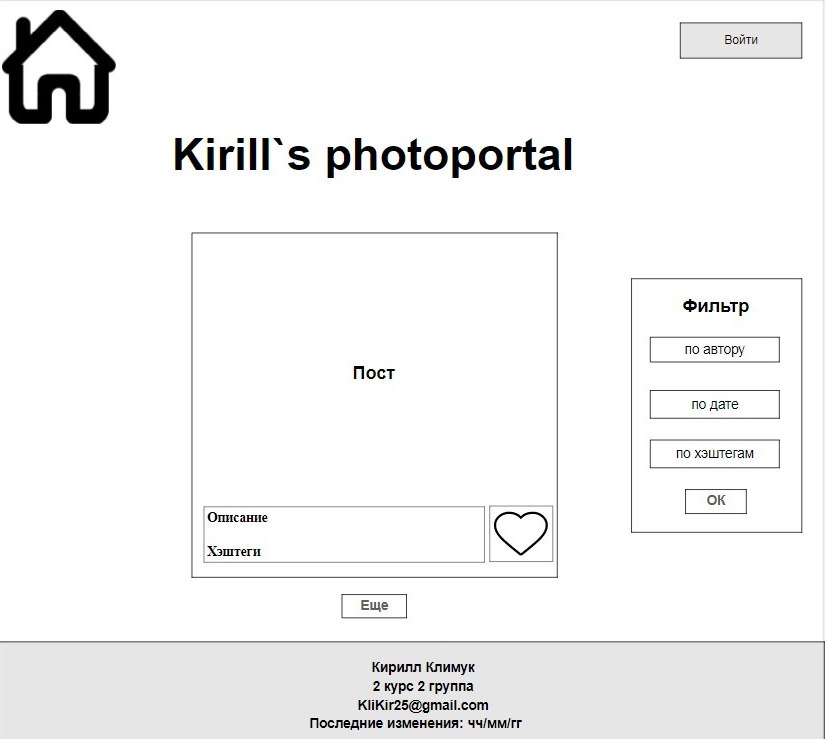 Войти
Kirill`s photoportal
Пост
Описание
Хэштеги
Еще
Фильтр
по автору
по дате
по хэштегам
ОК
Кирилл Климук
2 курс 2 группа
KliKir25@gmail.com
Последние изменения: чч/мм/гг